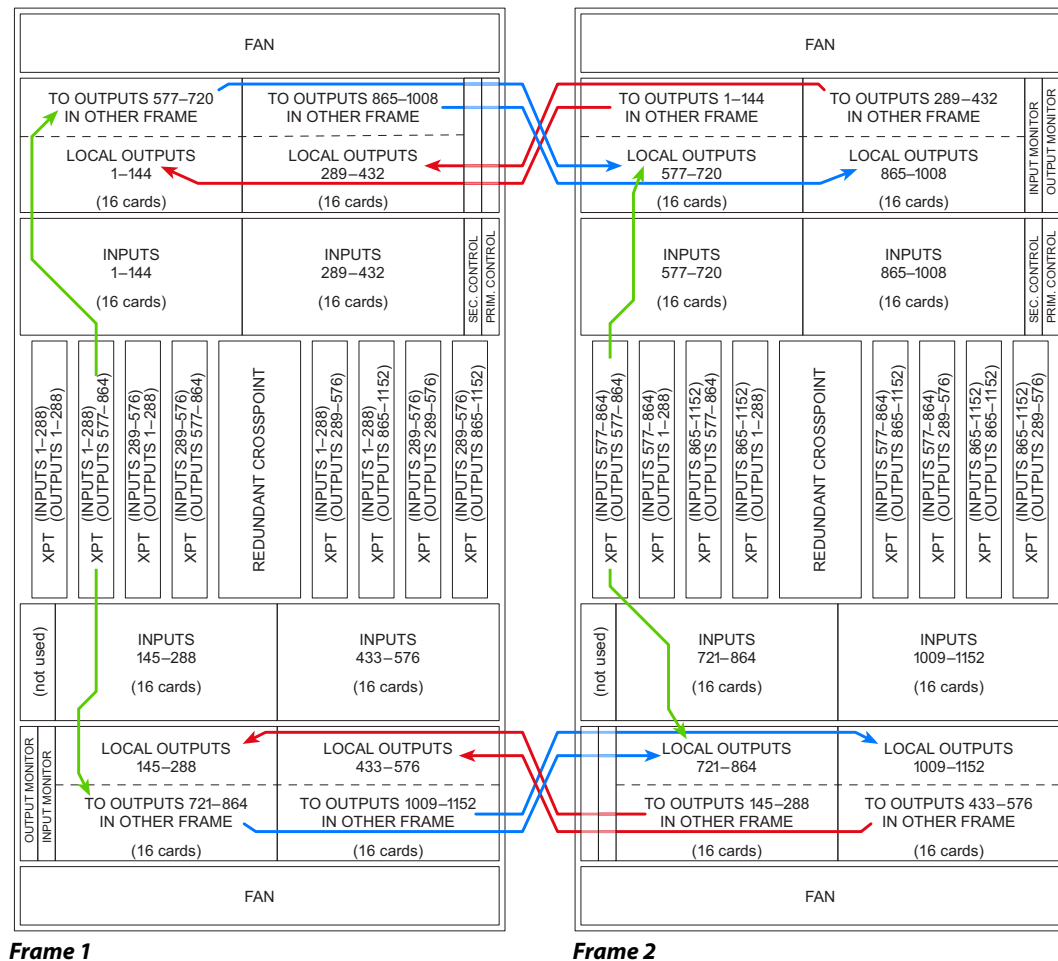 FAN
TO OUTPUTS 577–720
IN OTHER FRAME
TO OUTPUTS 865–1008
IN OTHER FRAME
LOCAL OUTPUTS
1–144
(16 cards)
LOCAL OUTPUTS
289–432
(16 cards)
INPUTS
1–144
(16 cards)
INPUTS
289–432
(16 cards)
SEC. CONTROL
PRIM. CONTROL
XPT (INPUTS 1–288)
(OUTPUTS 1–288)
XPT (INPUTS 1–288)
(OUTPUTS 577–864)
XPT (INPUTS 289–576)
(OUTPUTS 1–288)
XPT (INPUTS 289–576)
(OUTPUTS 577–864)
REDUNDANT CROSSPOINT
XPT (INPUTS 1–288)
(OUTPUTS 289–576)
XPT (INPUTS 1–288)
(OUTPUTS 865–1152)
XPT (INPUTS 289–576)
(OUTPUTS 289–576)
XPT (INPUTS 289–576)
(OUTPUTS 865–1152)
(not used)
INPUTS
145–288
(16 cards)
INPUTS
433–576
(16 cards)
OUTPUT MONITOR
INPUT MONITOR
LOCAL OUTPUTS
145–288
LOCAL OUTPUTS
433–576
TO OUTPUTS 721–864
IN OTHER FRAME
(16 cards)
TO OUTPUTS 1009–1152
IN OTHER FRAME
(16 cards)
FAN
Frame 1
FAN
TO OUTPUTS 1–144
IN OTHER FRAME
TO OUTPUTS 289–432
IN OTHER FRAME
LOCAL OUTPUTS
577–720
(16 cards)
LOCAL OUTPUTS
865–1008
(16 cards)
INPUT MONITOR
OUTPUT MONITOR
INPUTS
577–720
(16 cards)
INPUTS
865–1008
(16 cards)
SEC. CONTROL
PRIM. CONTROL
XPT (INPUTS 577–864)
(OUTPUTS 577–864)
XPT (INPUTS 577–864)
(OUTPUTS 1–288)
XPT (INPUTS 865–1152)
(OUTPUTS 577–864)
XPT (INPUTS 865–1152)
(OUTPUTS 1–288)
REDUNDANT CROSSPOINT
XPT (INPUTS 577–864)
(OUTPUTS 865–1152)
XPT (INPUTS 577–864)
(OUTPUTS 289–576)
XPT (INPUTS 865–1152)
(OUTPUTS 865–1152)
XPT (INPUTS 865–1152)
(OUTPUTS 289–576)
(not used)
INPUTS
721–864
(16 cards)
INPUTS
1009–1152
(16 cards)
LOCAL OUTPUTS
721–864
LOCAL OUTPUTS
1009–1152
TO OUTPUTS 145–288
IN OTHER FRAME
(16 cards)
TO OUTPUTS 433–576
IN OTHER FRAME
(16 cards)
FAN
Frame 2